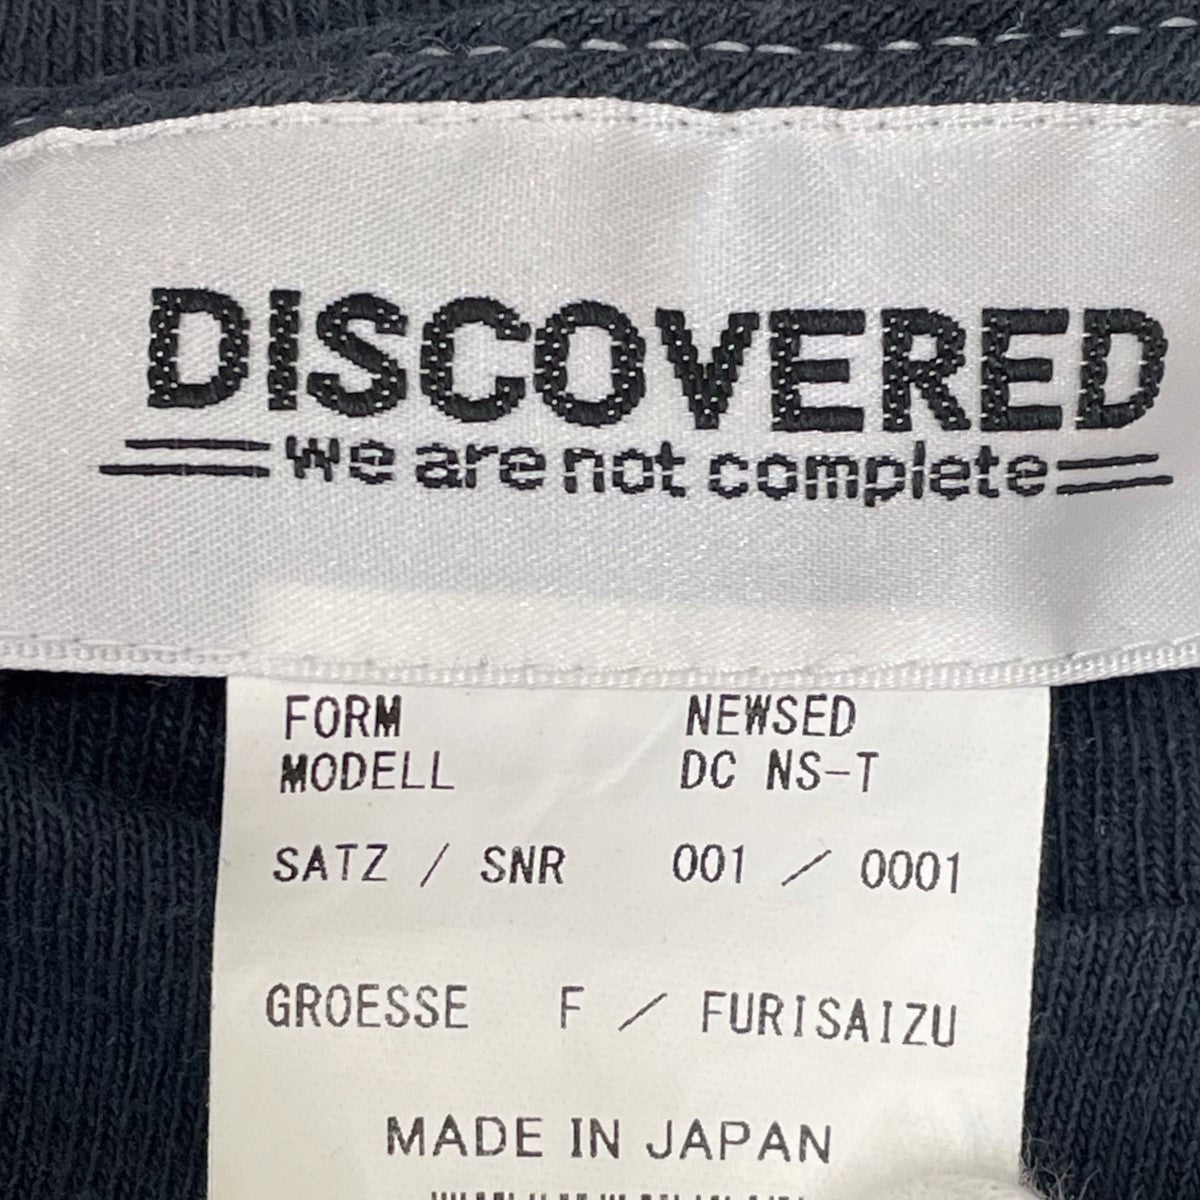 DISCOVERED
we are not complete
FORM NEWSED
MODELL DC NS-T
SATZ / SNR 001 / 0001
GROESSE F / FURISAIZU
MADE IN JAPAN